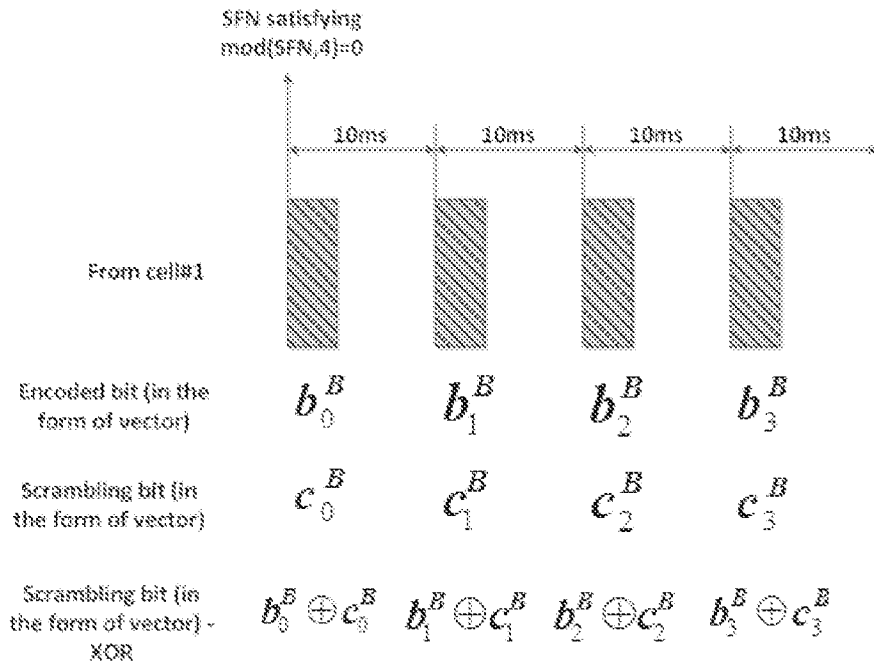 SFN satisfying
mod(SFN,4)=0
10ms 10ms 10ms 10ms
From cell#1
Encoded bit (in the
form of vector)
b_0^B b_1^B b_2^B b_3^B
Scrambling bit (in
the form of vector)
c_0^B c_1^B c_2^B c_3^B
Scrambling bit (in
the form of vector) -
XOR
b_0^B ⊕ c_0^B b_1^B ⊕ c_1^B b_2^B ⊕ c_2^B b_3^B ⊕ c_3^B